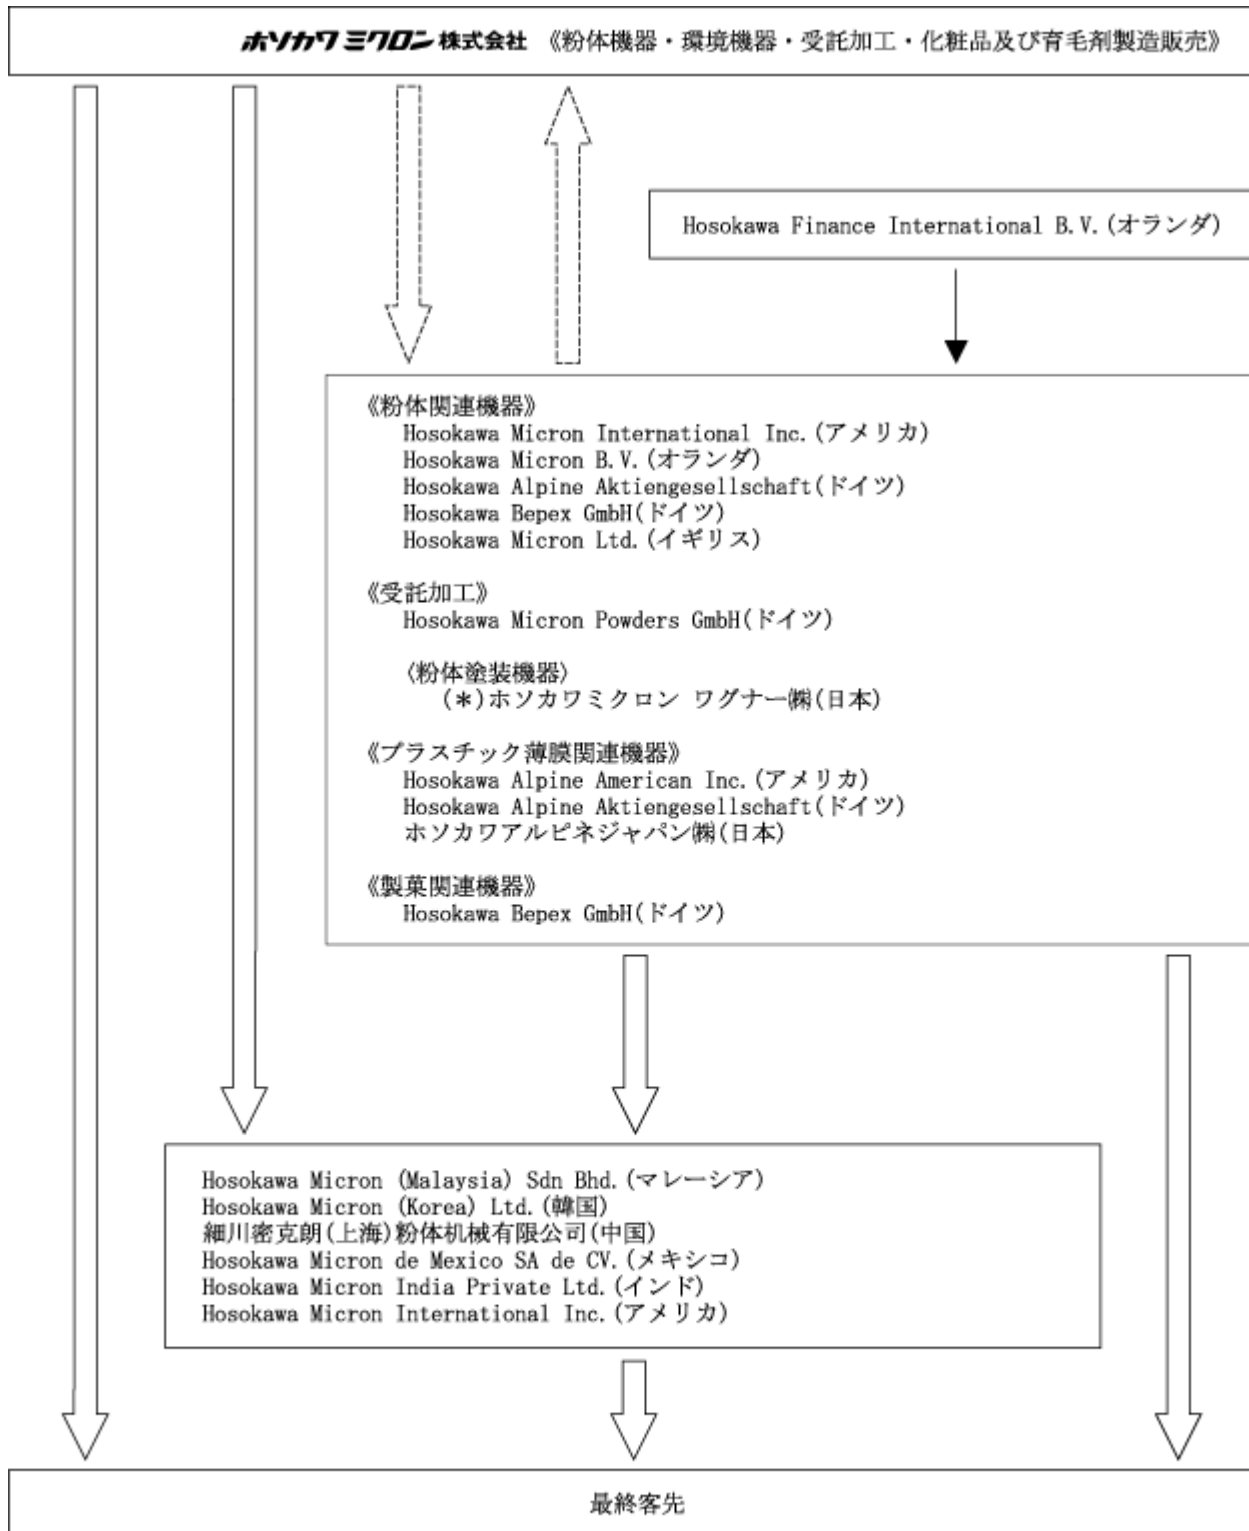 ホソカワミクロン株式会社 《粉体機器・環境機器・受託加工・化粧品及び育毛剤製造販売》
Hosokawa Finance International B.V.(オランダ)
《粉体関連機器》
Hosokawa Micron International Inc.(アメリカ)
Hosokawa Micron B.V.(オランダ)
Hosokawa Alpine Aktiengesellschaft(ドイツ)
Hosokawa Bepex GmbH(ドイツ)
Hosokawa Micron Ltd.(イギリス)
《受託加工》
Hosokawa Micron Powders GmbH(ドイツ)
〈粉体塗装機器〉
(*)ホソカワミクロン ワグナー㈱(日本)
《プラスチック薄膜関連機器》
Hosokawa Alpine American Inc.(アメリカ)
Hosokawa Alpine Aktiengesellschaft(ドイツ)
ホソカワアルピネジャパン㈱(日本)
《製菓関連機器》
Hosokawa Bepex GmbH(ドイツ)
Hosokawa Micron (Malaysia) Sdn Bhd.(マレーシア)
Hosokawa Micron (Korea) Ltd.(韓国)
細川密克朗(上海)粉体机械有限公司(中国)
Hosokawa Micron de Mexico SA de CV.(メキシコ)
Hosokawa Micron India Private Ltd.(インド)
Hosokawa Micron International Inc.(アメリカ)
最終客先